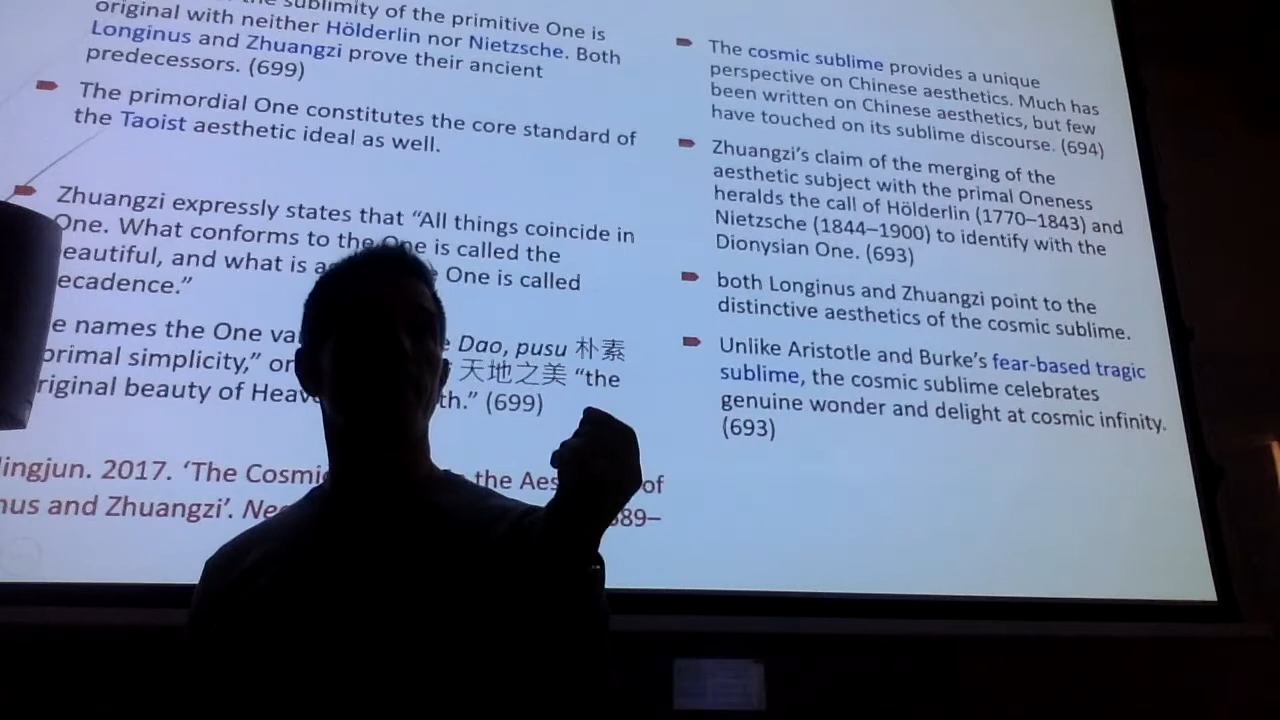 the sublimity of the primitive One is
original with neither Hölderlin nor Nietzsche. Both
Longinus and Zhuangzi prove their ancient
predecessors. (699)
The primordial One constitutes the core standard of
the Taoist aesthetic ideal as well.
Zhuangzi expressly states that “All things coincide in
One. What conforms to the One is called the
eautiful, and what is a One is called
ecadence.”
e names the One va e Dao, pusu 朴素
primal simplicity,” or 天地之美 “the
riginal beauty of Heav th.” (699)
ingjun. 2017. ‘The Cosmi the Aes of
nus and Zhuangzi’. Ne 89–
The cosmic sublime provides a unique
perspective on Chinese aesthetics. Much has
been written on Chinese aesthetics, but few
have touched on its sublime discourse. (694)
Zhuangzi’s claim of the merging of the
aesthetic subject with the primal Oneness
heralds the call of Hölderlin (1770–1843) and
Nietzsche (1844–1900) to identify with the
Dionysian One. (693)
both Longinus and Zhuangzi point to the
distinctive aesthetics of the cosmic sublime.
Unlike Aristotle and Burke’s fear-based tragic
sublime, the cosmic sublime celebrates
genuine wonder and delight at cosmic infinity.
(693)